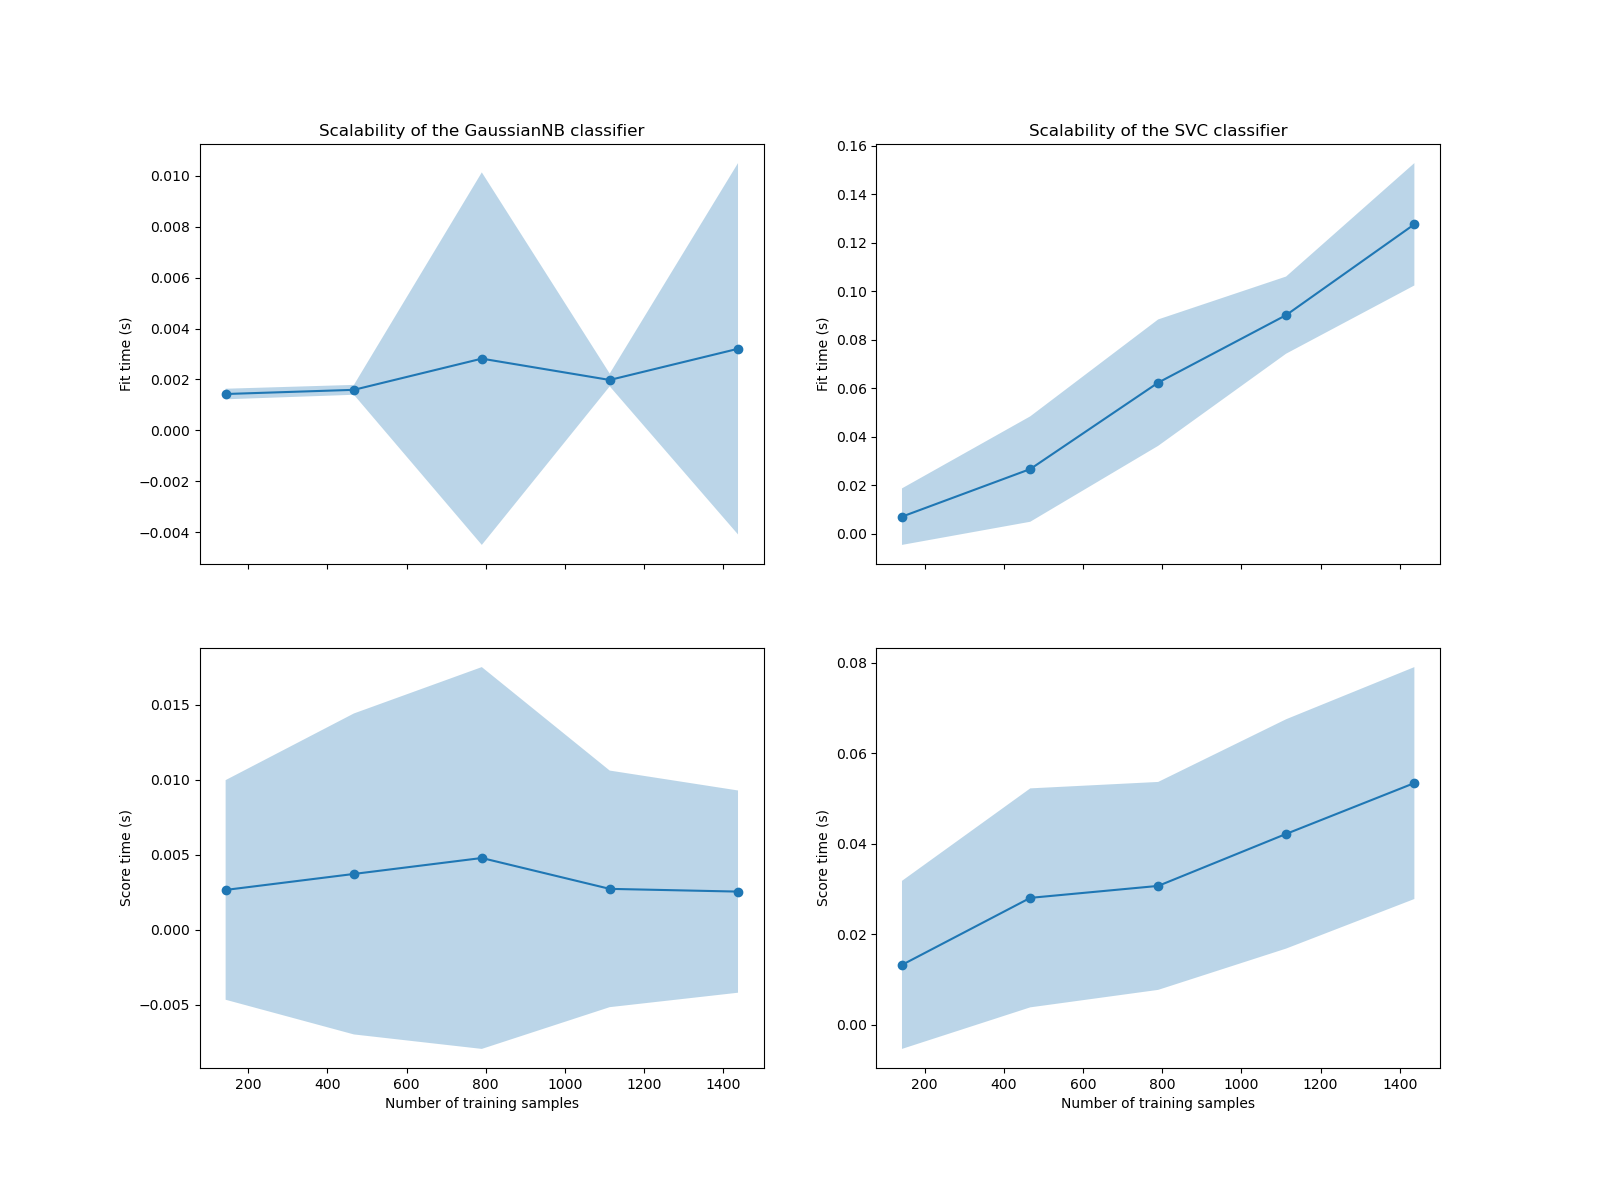 Scalability of the GaussianNB classifier
Fit time (s)
0.010
0.008
0.006
0.004
0.002
0.000
−0.002
−0.004
Scalability of the SVC classifier
Fit time (s)
0.16
0.14
0.12
0.10
0.08
0.06
0.04
0.02
0.00
Score time (s)
0.015
0.010
0.005
0.000
−0.005
200 400 600 800 1000 1200 1400
Number of training samples
Score time (s)
0.08
0.06
0.04
0.02
0.00
200 400 600 800 1000 1200 1400
Number of training samples